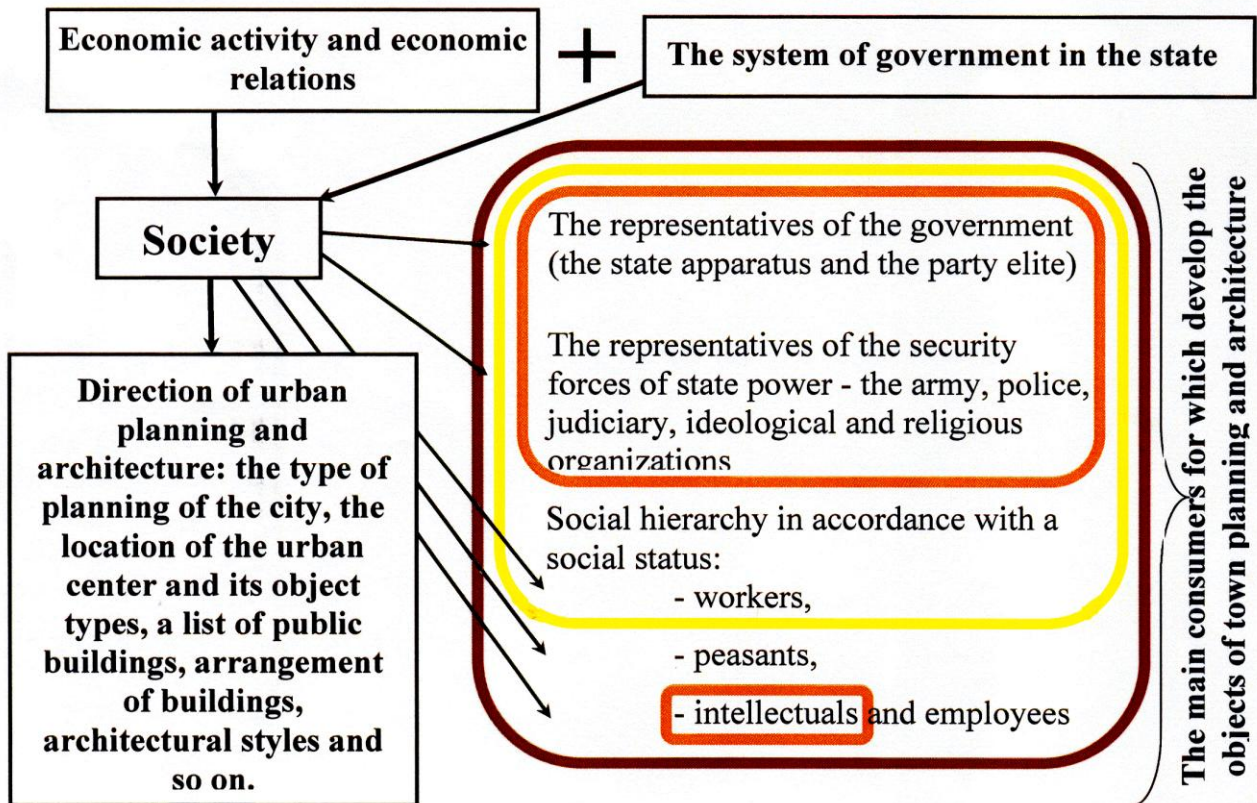 Economic activity and economic
relations
+
The system of government in the state
Society
The representatives of the government
(the state apparatus and the party elite)
The representatives of the security
forces of state power - the army, police,
judiciary, ideological and religious
organizations
Social hierarchy in accordance with a
social status:
- workers,
- peasants,
- intellectuals and employees
Direction of urban
planning and
architecture: the type of
planning of the city, the
location of the urban
center and its object
types, a list of public
buildings, arrangement
of buildings,
architectural styles and
so on.
The main consumers for which develop the
objects of town planning and architecture